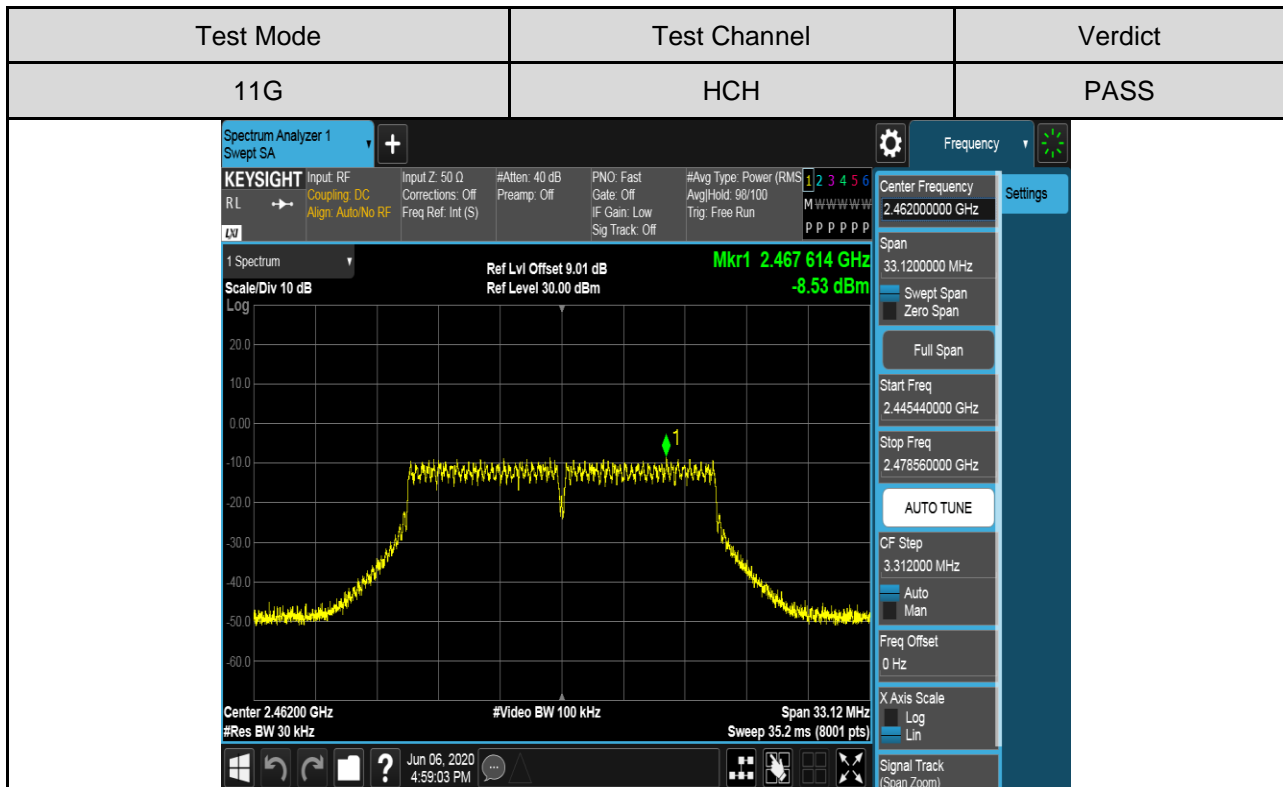 Test Mode Test Channel Verdict
11G HCH PASS
Spectrum Analyzer 1
Swept SA
+
Frequency
KEYSIGHT Input: RF Input Z: 50 Ω #Atten: 40 dB PNO: Fast #Avg Type: Power (RMS 1 2 3 4 5 6
RL Coupling: DC Corrections: Off Preamp: Off Gate: Off Avg|Hold: 98/100 M W W W W W
Align: Auto/No RF Freq Ref: Int (S) IF Gain: Low Trig: Free Run
LXI Sig Track: Off P P P P P P
1 Spectrum Ref Lvl Offset 9.01 dB Mkr1 2.467 614 GHz
Scale/Div 10 dB Ref Level 30.00 dBm -8.53 dBm
Log
20.0
10.0
0.00
1
-10.0
-20.0
-30.0
-40.0
-50.0
-60.0
Center 2.46200 GHz #Video BW 100 kHz Span 33.12 MHz
#Res BW 30 kHz Sweep 35.2 ms (8001 pts)
? Jun 06, 2020
4:59:03 PM
Center Frequency
2.462000000 GHz
Settings
Span
33.1200000 MHz
Swept Span
Zero Span
Full Span
Start Freq
2.445440000 GHz
Stop Freq
2.478560000 GHz
AUTO TUNE
CF Step
3.312000 MHz
Auto
Man
Freq Offset
0 Hz
X Axis Scale
Log
Lin
Signal Track
(Span Zoom)